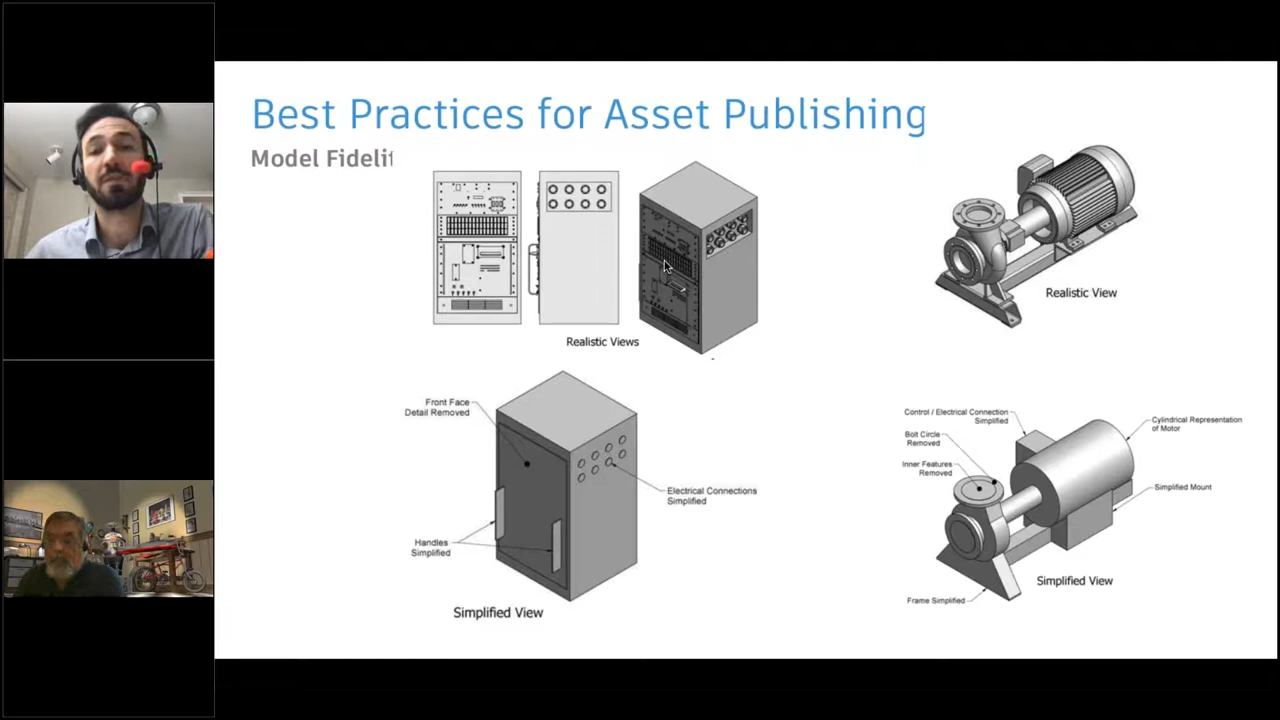 Best Practices for Asset Publishing
Model Fidelit
Realistic Views
Realistic View
Front Face
Detail Removed
Electrical Connections
Simplified
Handles
Simplified
Simplified View
Control / Electrical Connection
Simplified
Bolt Circle
Removed
Inner Features
Removed
Cylindrical Representation
of Motor
Simplified Mount
Simplified View
Frame Simplified